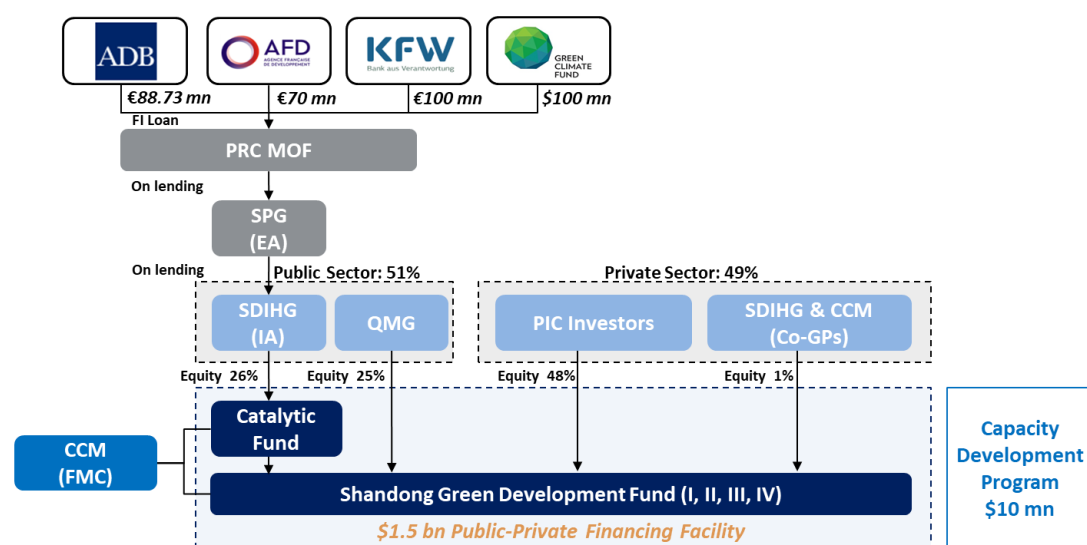 ADB
AFD
AGENCE FRANÇAISE
DE DÉVELOPPEMENT
KFW
Bank aus Verantwortung
GREEN
CLIMATE
FUND
€88.73 mn
€70 mn
€100 mn
$100 mn
FI Loan
PRC MOF
On lending
SPG
(EA)
On lending
Public Sector: 51%
Private Sector: 49%
SDIHG
(IA)
QMG
PIC Investors
SDIHG & CCM
(Co-GPs)
Equity 26%
Equity 25%
Equity 48%
Equity 1%
Catalytic
Fund
CCM
(FMC)
Shandong Green Development Fund (I, II, III, IV)
$1.5 bn Public-Private Financing Facility
Capacity
Development
Program
$10 mn